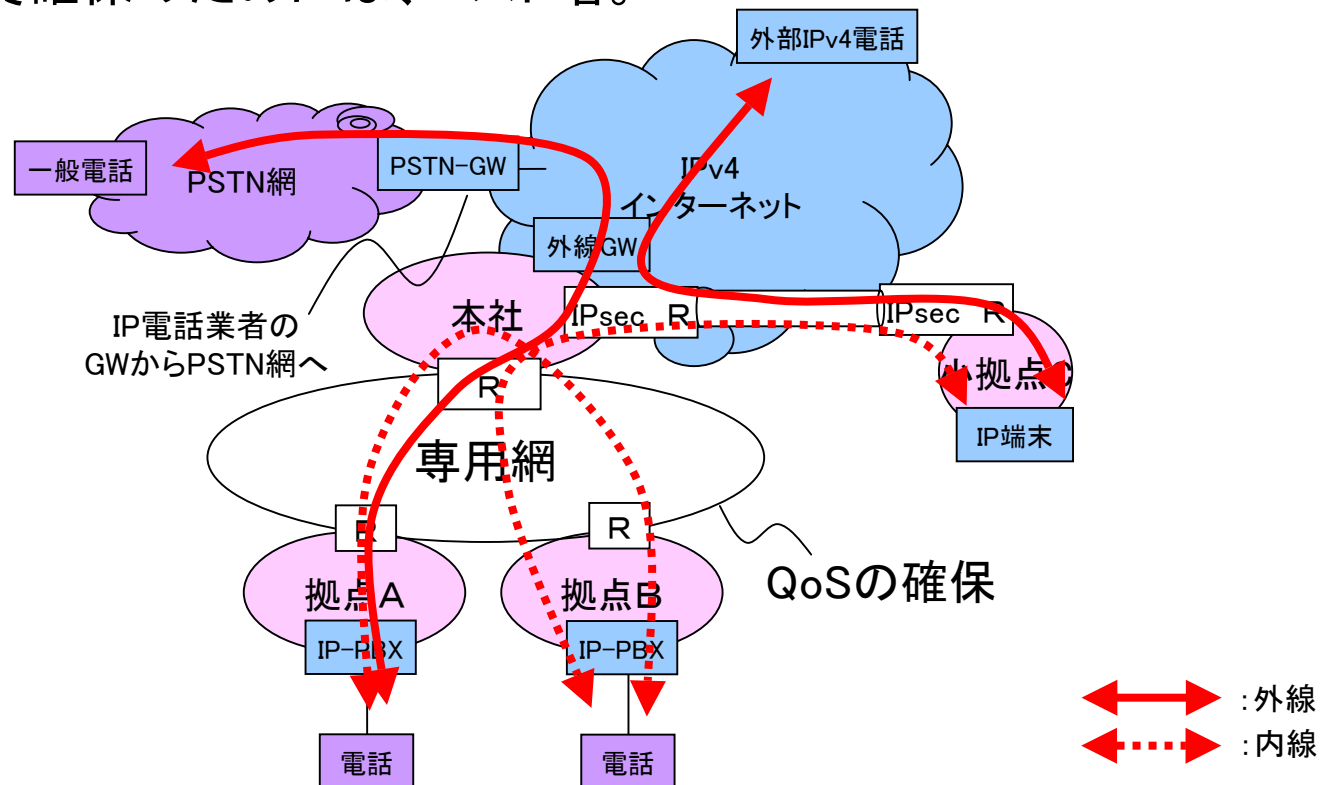 外部IPv4電話
一般電話
PSTN網
PSTN-GW
IPv4
インターネット
外線GW
本社
IPsec R
IPsec R
IP電話業者の
GWからPSTN網へ
R
小拠点C
IP端末
専用網
R
R
拠点A
拠点B
QoSの確保
IP-PBX
IP-PBX
電話
電話
:外線
:内線